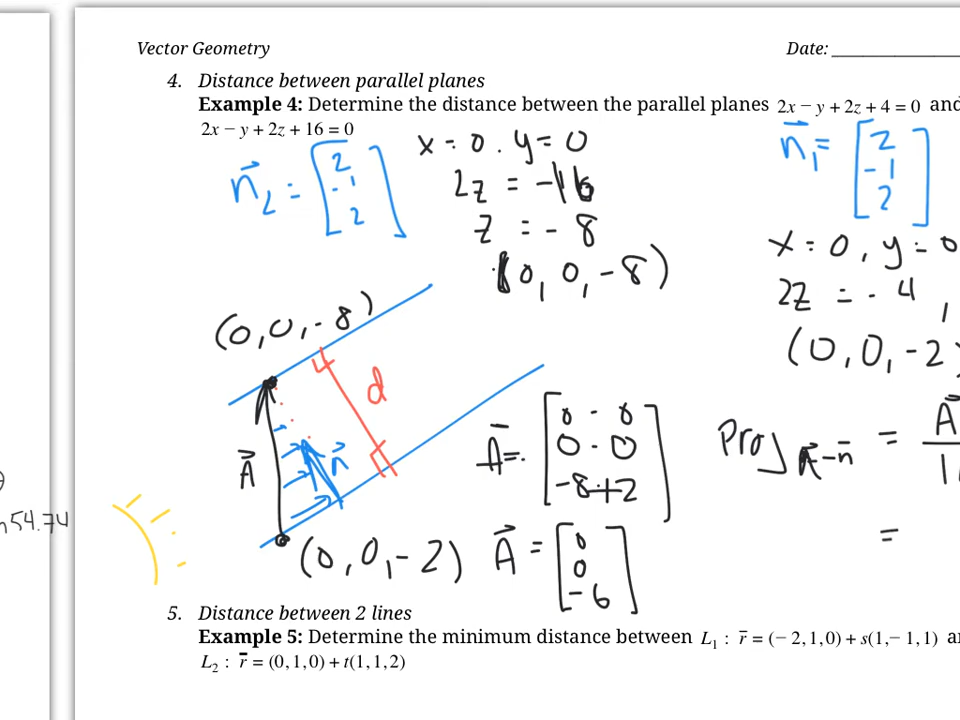 Vector Geometry
Date:
4. Distance between parallel planes
Example 4: Determine the distance between the parallel planes 2x − y + 2z + 4 = 0 and
2x − y + 2z + 16 = 0
n⃗₂ = [2 -1 2]
x = 0 . y = 0
2z = -16
z = - 8
(0, 0, -8)
n⃗₁ = [2 -1 2]
x = 0, y = 0
2z = - 4,
(0, 0, -2)
(0, 0, -8)
d
A⃗
n⃗
(0, 0, -2)
A = [0 - 0
0 - 0
-8+2]
A⃗ = [0
0
-6]
Proj A→n = A⃗
=
54.74
5. Distance between 2 lines
Example 5: Determine the minimum distance between L₁ : r̄ = (− 2,1,0) + s(1,− 1,1)
L₂ : r̄ = (0,1,0) + t(1,1,2)